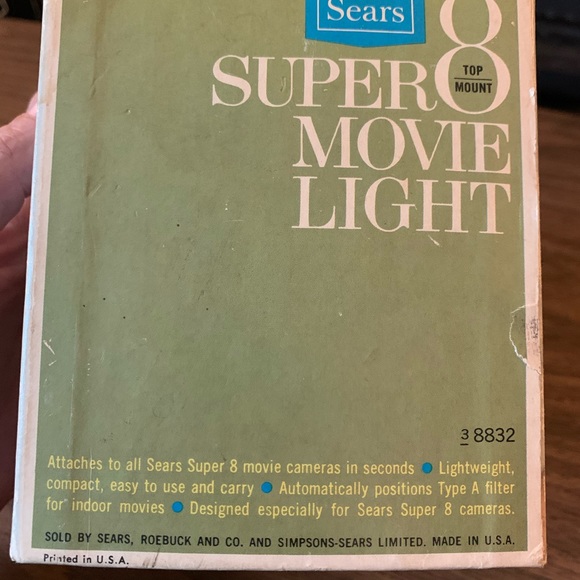 Sears
SUPER 8
TOP
MOUNT
MOVIE
LIGHT
3 8832
Attaches to all Sears Super 8 movie cameras in seconds ● Lightweight,
compact, easy to use and carry ● Automatically positions Type A filter
for indoor movies ● Designed especially for Sears Super 8 cameras.
SOLD BY SEARS, ROEBUCK AND CO. AND SIMPSONS-SEARS LIMITED. MADE IN U.S.A.
Printed in U.S.A.